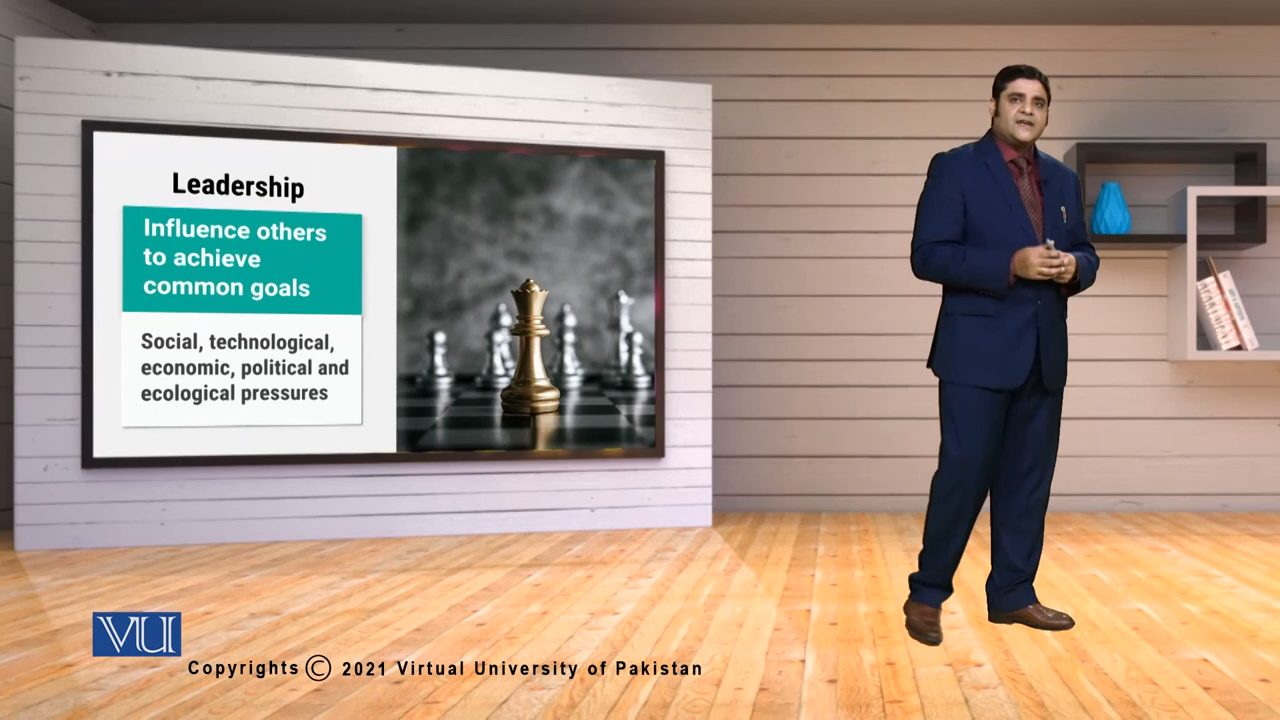 Leadership
Influence others
to achieve
common goals
Social, technological,
economic, political and
ecological pressures
VU
Copyrights © 2021 Virtual University of Pakistan